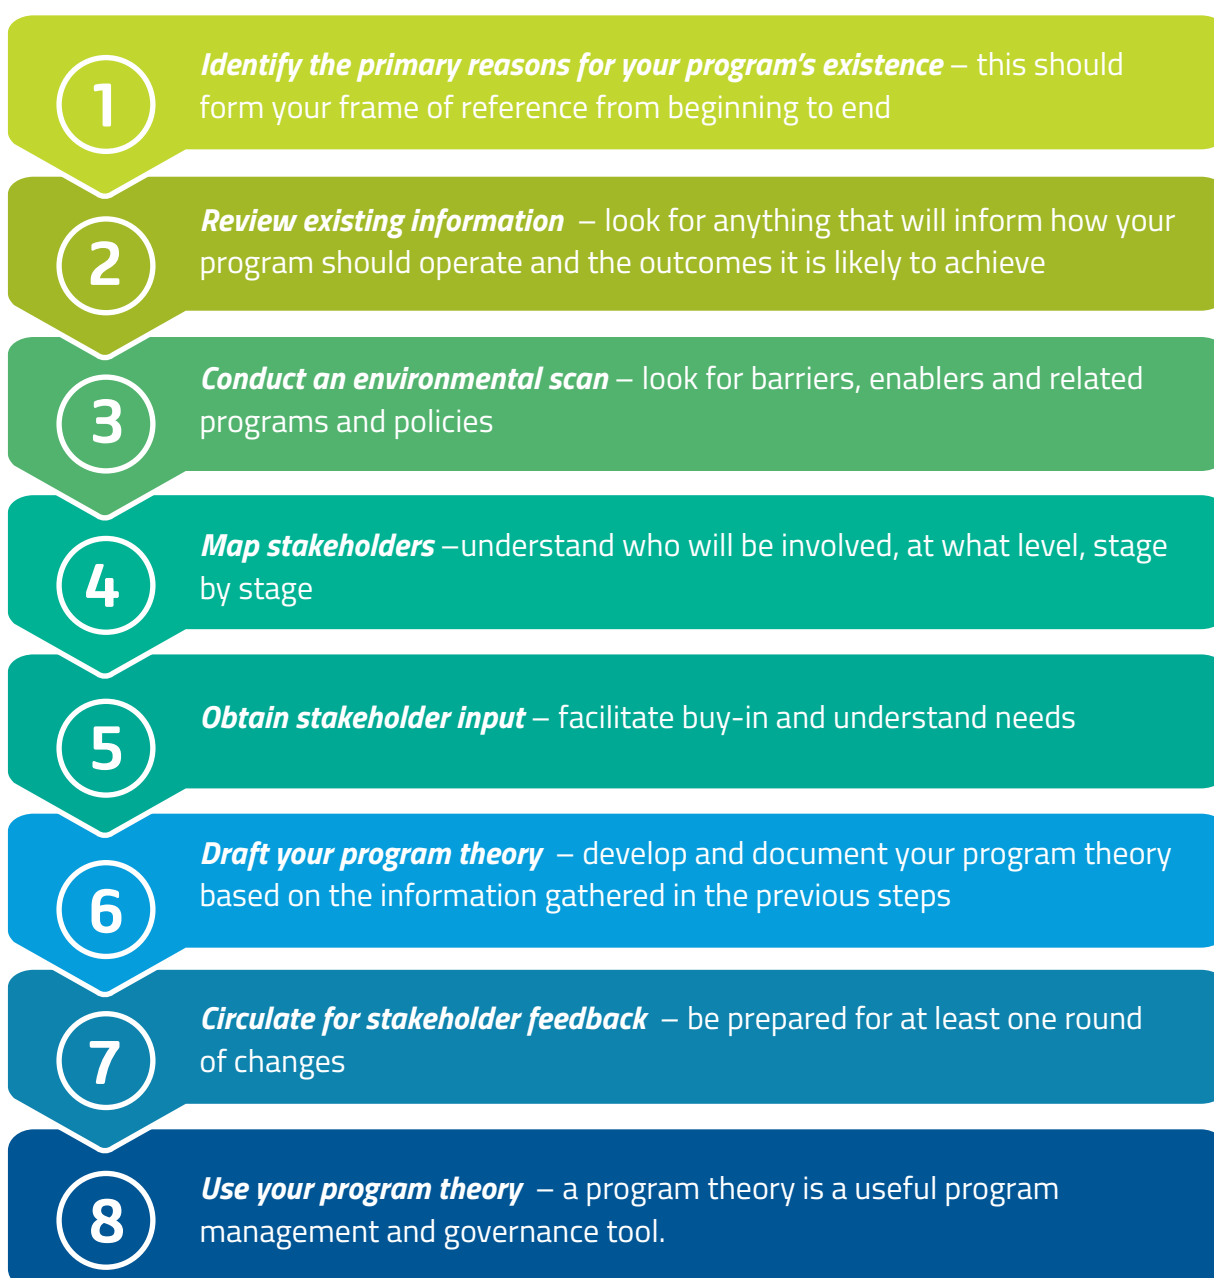 1
Identify the primary reasons for your program’s existence – this should
form your frame of reference from beginning to end
2
Review existing information – look for anything that will inform how your
program should operate and the outcomes it is likely to achieve
3
Conduct an environmental scan – look for barriers, enablers and related
programs and policies
4
Map stakeholders –understand who will be involved, at what level, stage
by stage
5
Obtain stakeholder input – facilitate buy-in and understand needs
6
Draft your program theory – develop and document your program theory
based on the information gathered in the previous steps
7
Circulate for stakeholder feedback – be prepared for at least one round
of changes
8
Use your program theory – a program theory is a useful program
management and governance tool.